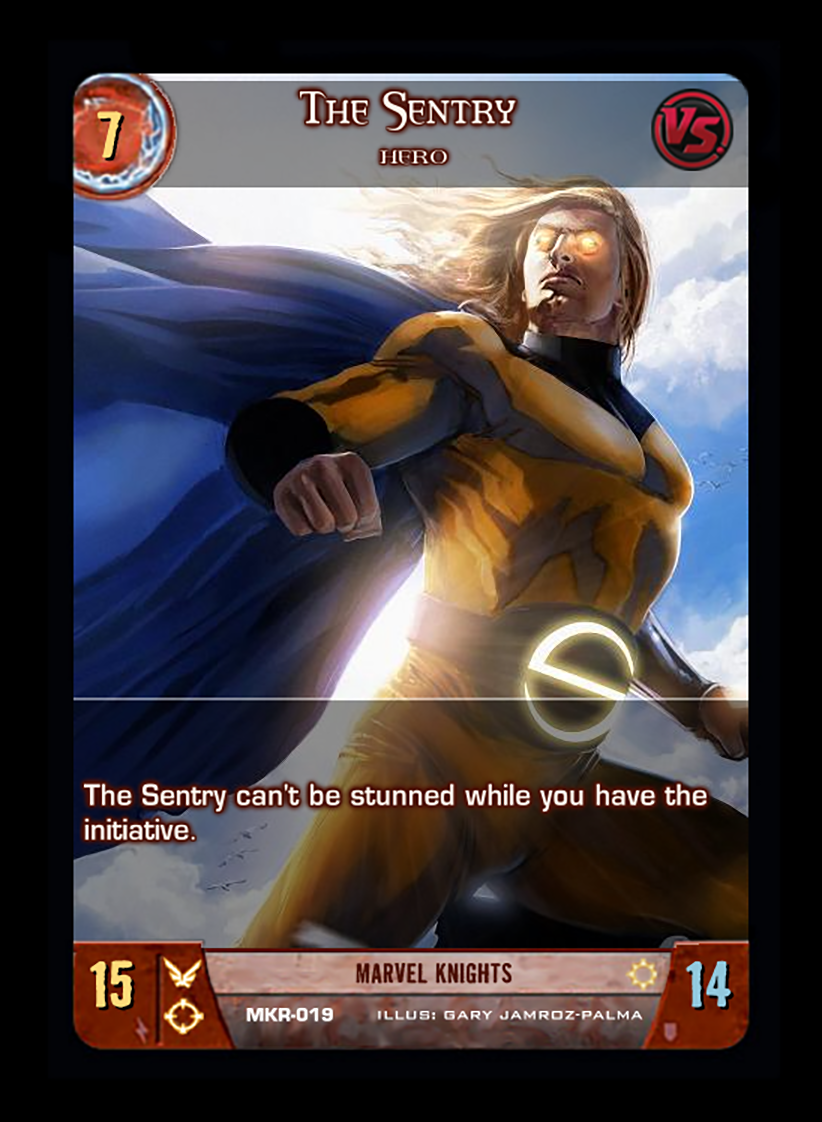 7
THE SENTRY
HERO
VS.
The Sentry can't be stunned while you have the
initiative.
15
MARVEL KNIGHTS
14
MKR-019
ILLUS: GARY JAMROZ-PALMA